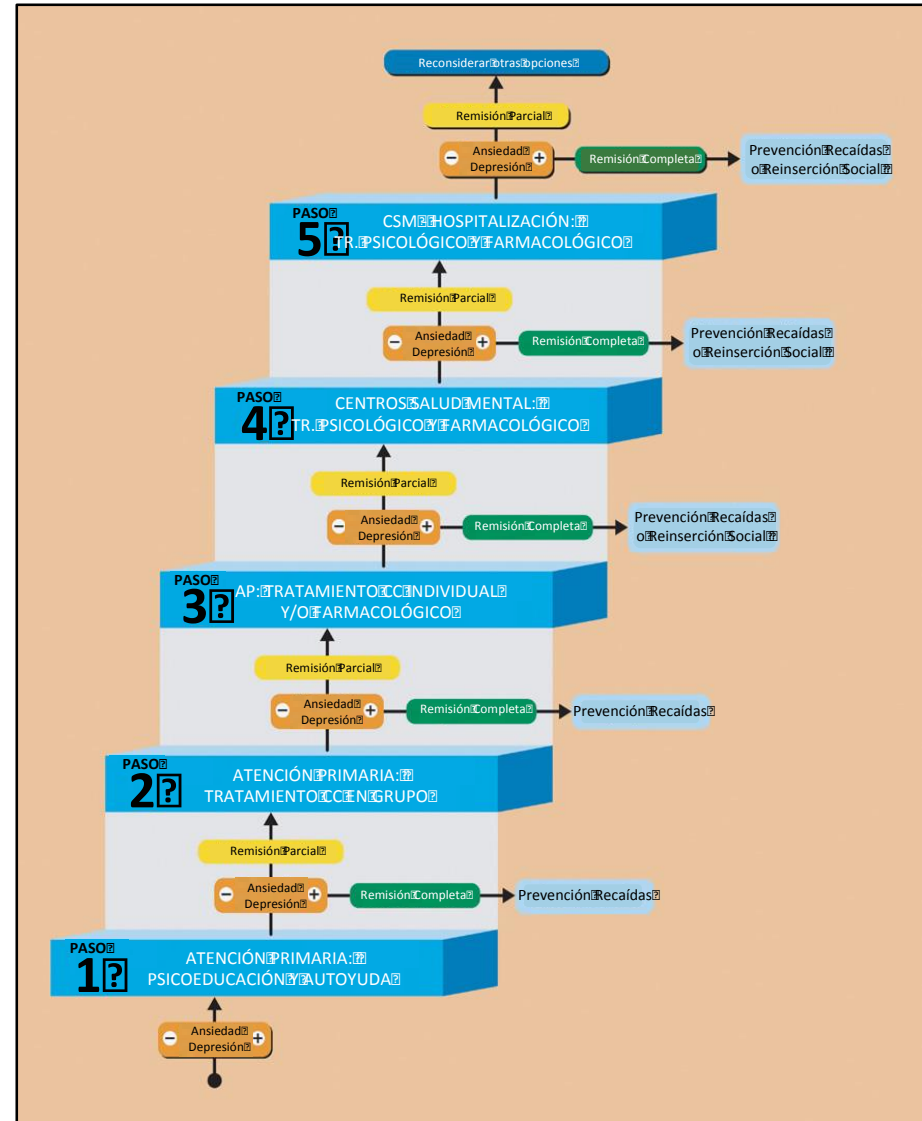 Reconsiderar otras opciones
Remisión Parcial
− Ansiedad +
Depresión
Remisión Completa
Prevención Recaídas
o Reinserción Social
PASO
5
CSM HOSPITALIZACIÓN:
TR. PSICOLÓGICO Y FARMACOLÓGICO
Remisión Parcial
− Ansiedad +
Depresión
Remisión Completa
Prevención Recaídas
o Reinserción Social
PASO
4
CENTROS SALUD MENTAL:
TR. PSICOLÓGICO Y FARMACOLÓGICO
Remisión Parcial
− Ansiedad +
Depresión
Remisión Completa
Prevención Recaídas
o Reinserción Social
PASO
3
AP: TRATAMIENTO CC INDIVIDUAL
Y/O FARMACOLÓGICO
Remisión Parcial
− Ansiedad +
Depresión
Remisión Completa
Prevención Recaídas
PASO
2
ATENCIÓN PRIMARIA:
TRATAMIENTO CC EN GRUPO
Remisión Parcial
− Ansiedad +
Depresión
Remisión Completa
Prevención Recaídas
PASO
1
ATENCIÓN PRIMARIA:
PSICOEDUCACIÓN Y AUTOYUDA
− Ansiedad +
Depresión